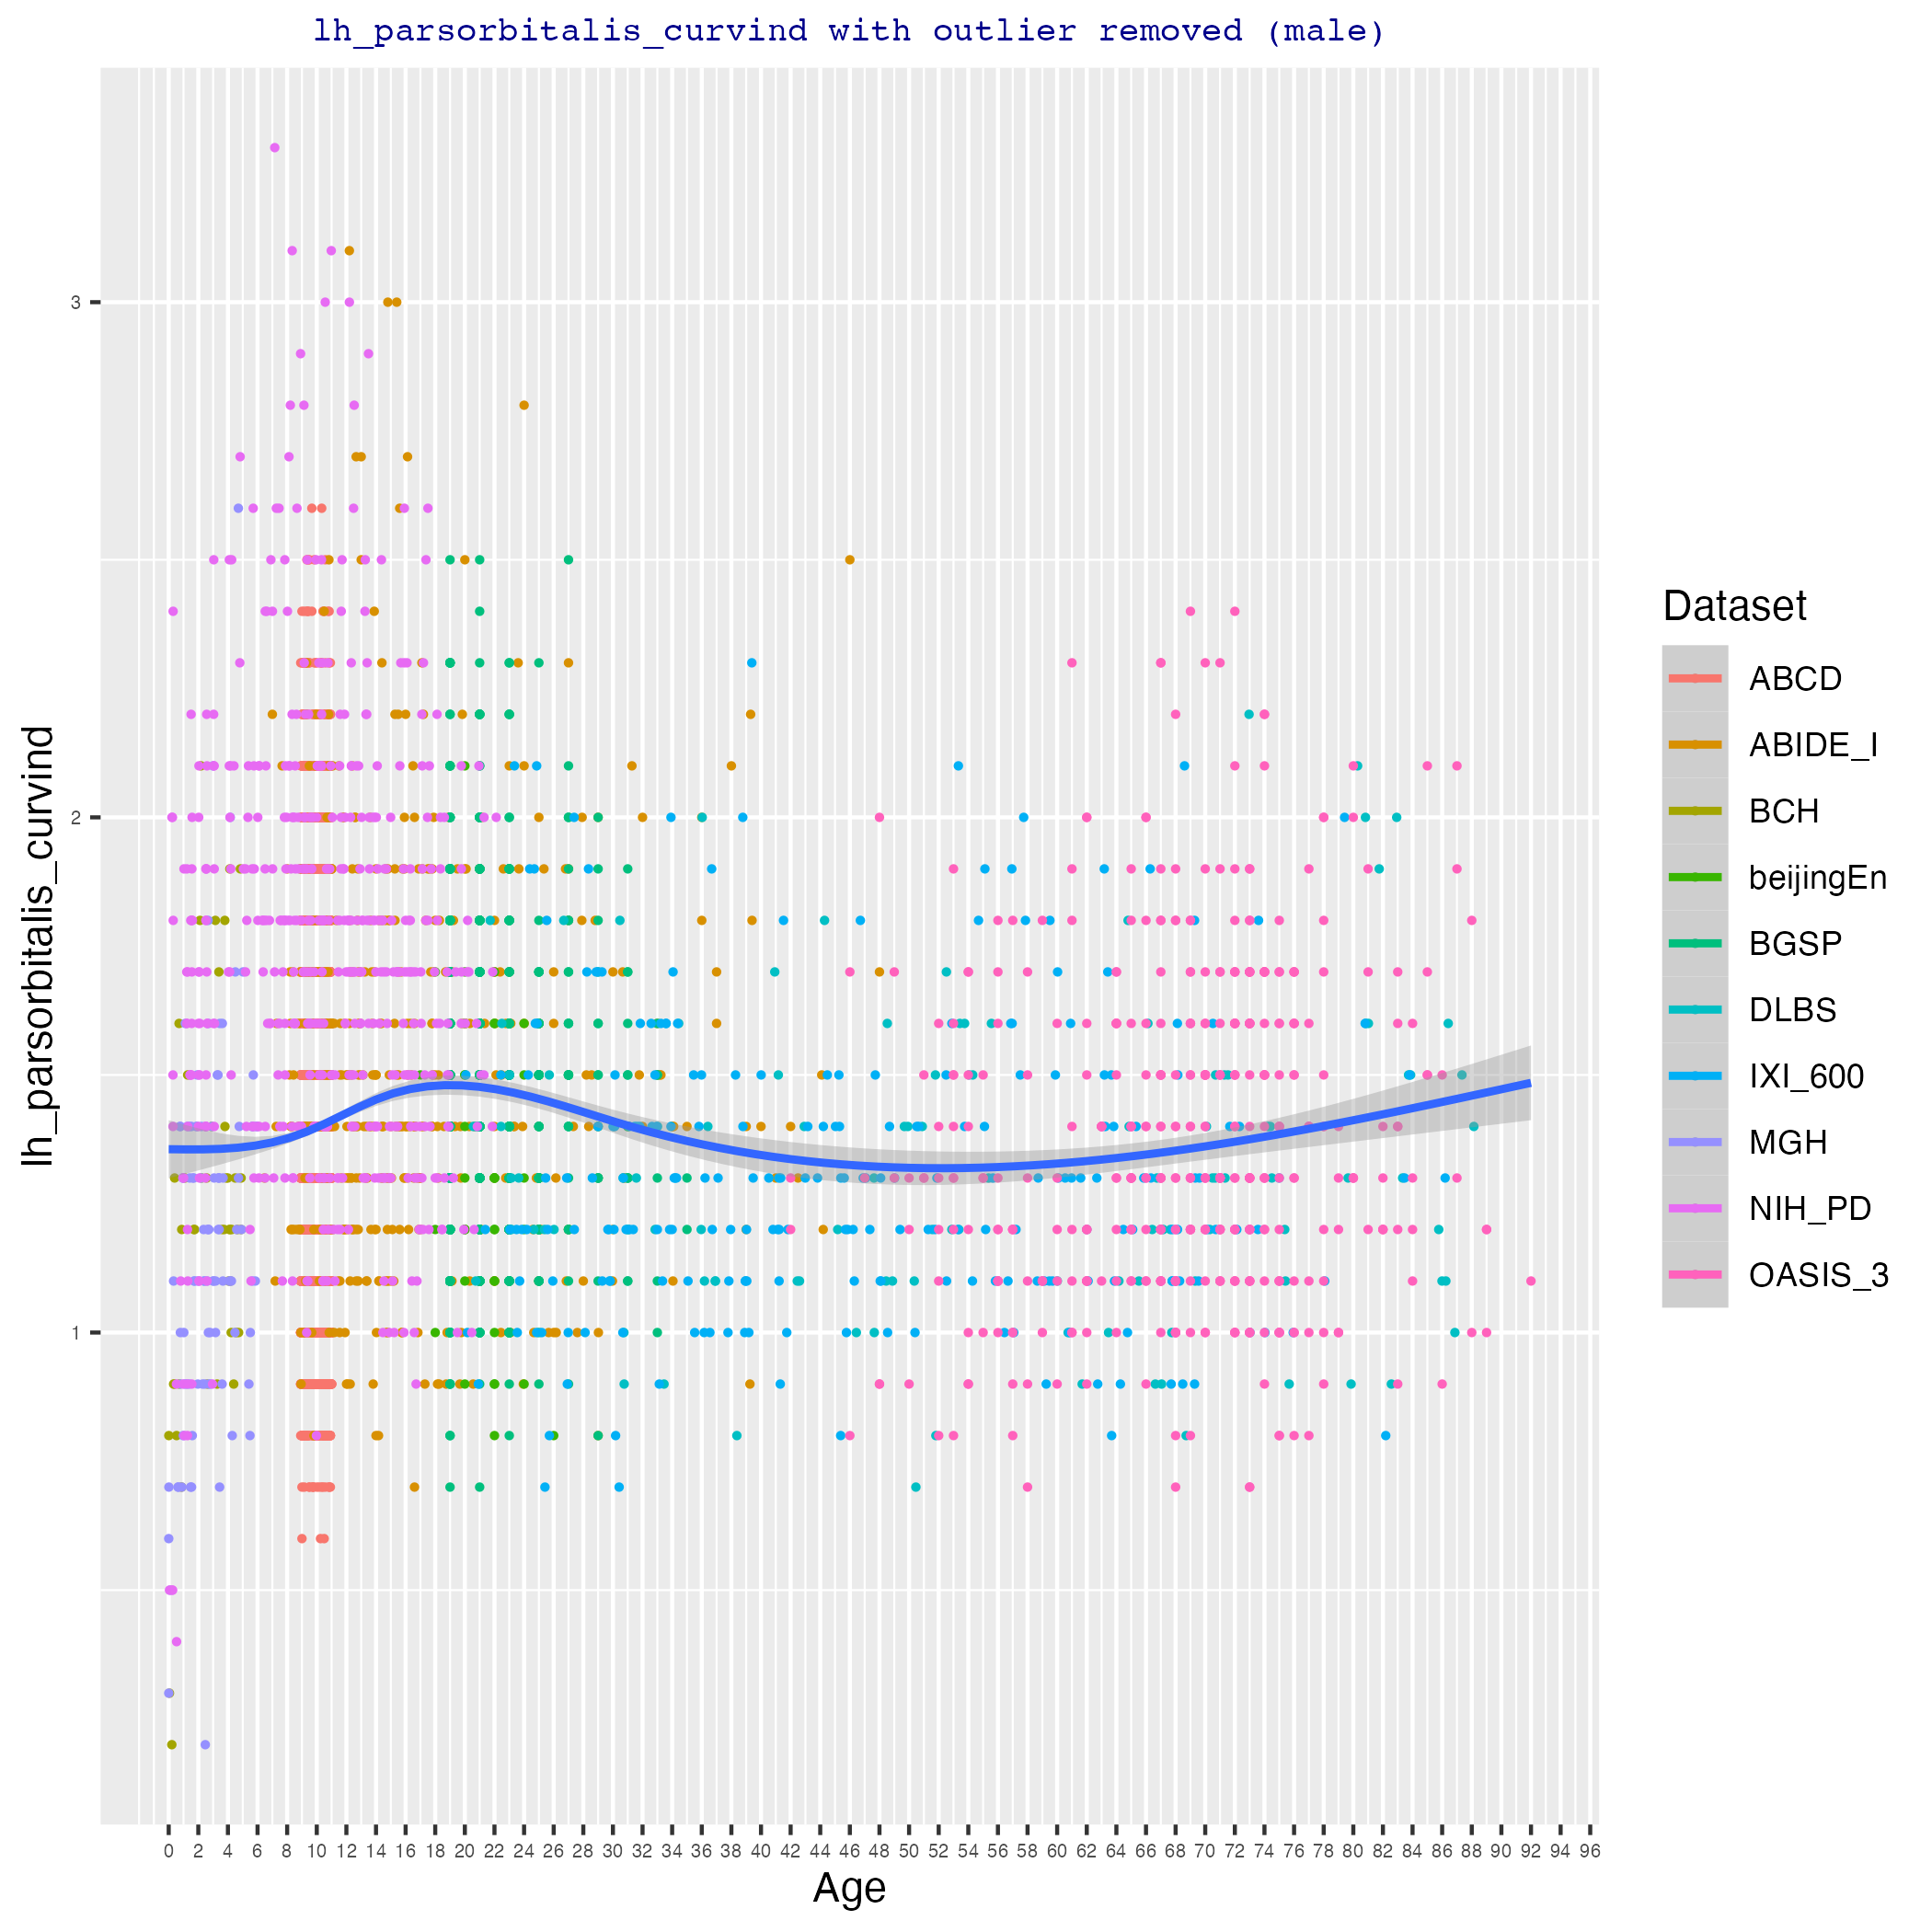 lh_parsorbitalis_curvind with outlier removed (male)
lh_parsorbitalis_curvind
3
2
1
0 2 4 6 8 10 12 14 16 18 20 22 24 26 28 30 32 34 36 38 40 42 44 46 48 50 52 54 56 58 60 62 64 66 68 70 72 74 76 78 80 82 84 86 88 90 92 94 96
Age
Dataset
ABCD
ABIDE_I
BCH
beijingEn
BGSP
DLBS
IXI_600
MGH
NIH_PD
OASIS_3